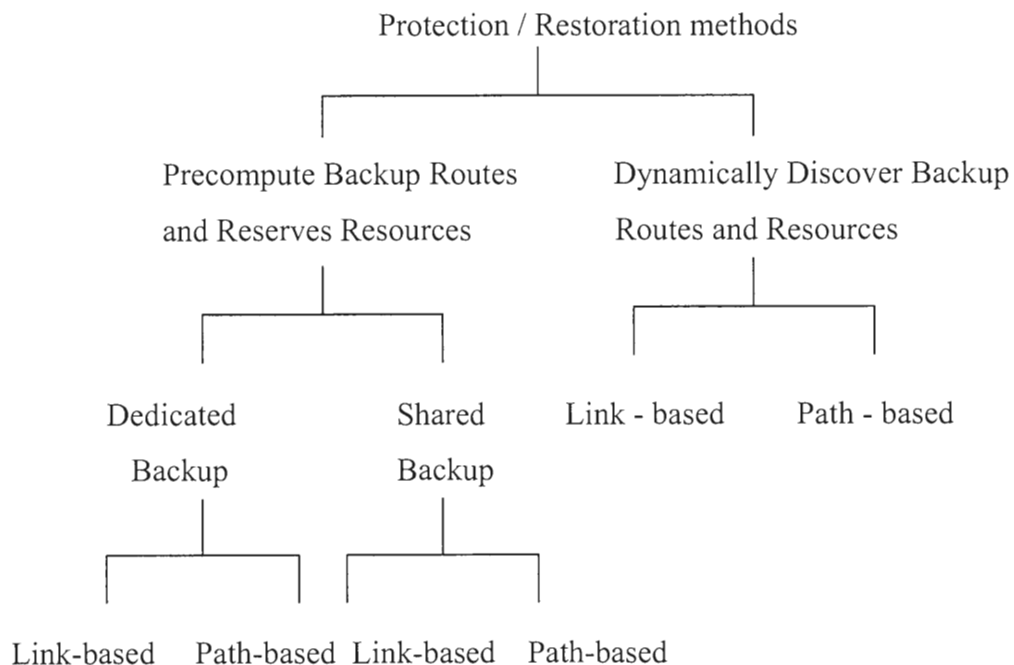 Protection / Restoration methods
Precompute Backup Routes
and Reserves Resources
Dynamically Discover Backup
Routes and Resources
Dedicated
Backup
Shared
Backup
Link - based
Path - based
Link-based
Path-based
Link-based
Path-based